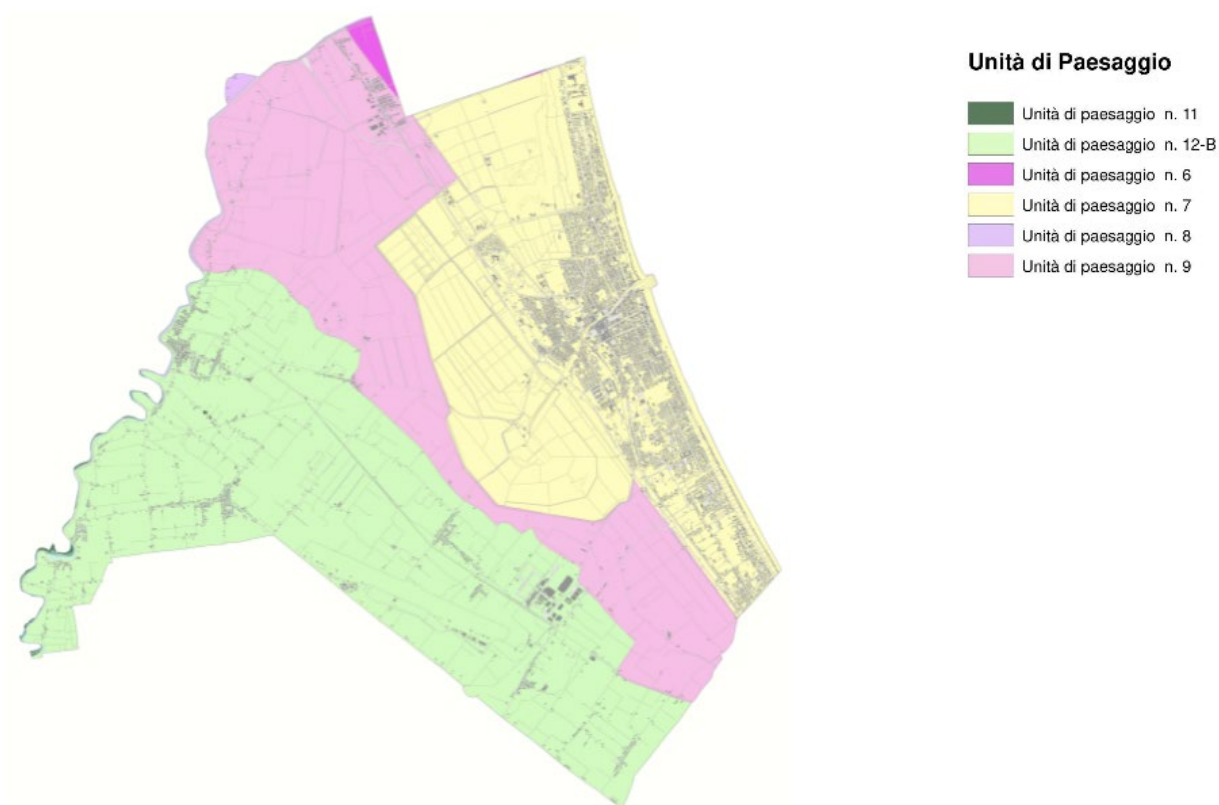 Unità di Paesaggio
Unità di paesaggio n. 11
Unità di paesaggio n. 12-B
Unità di paesaggio n. 6
Unità di paesaggio n. 7
Unità di paesaggio n. 8
Unità di paesaggio n. 9